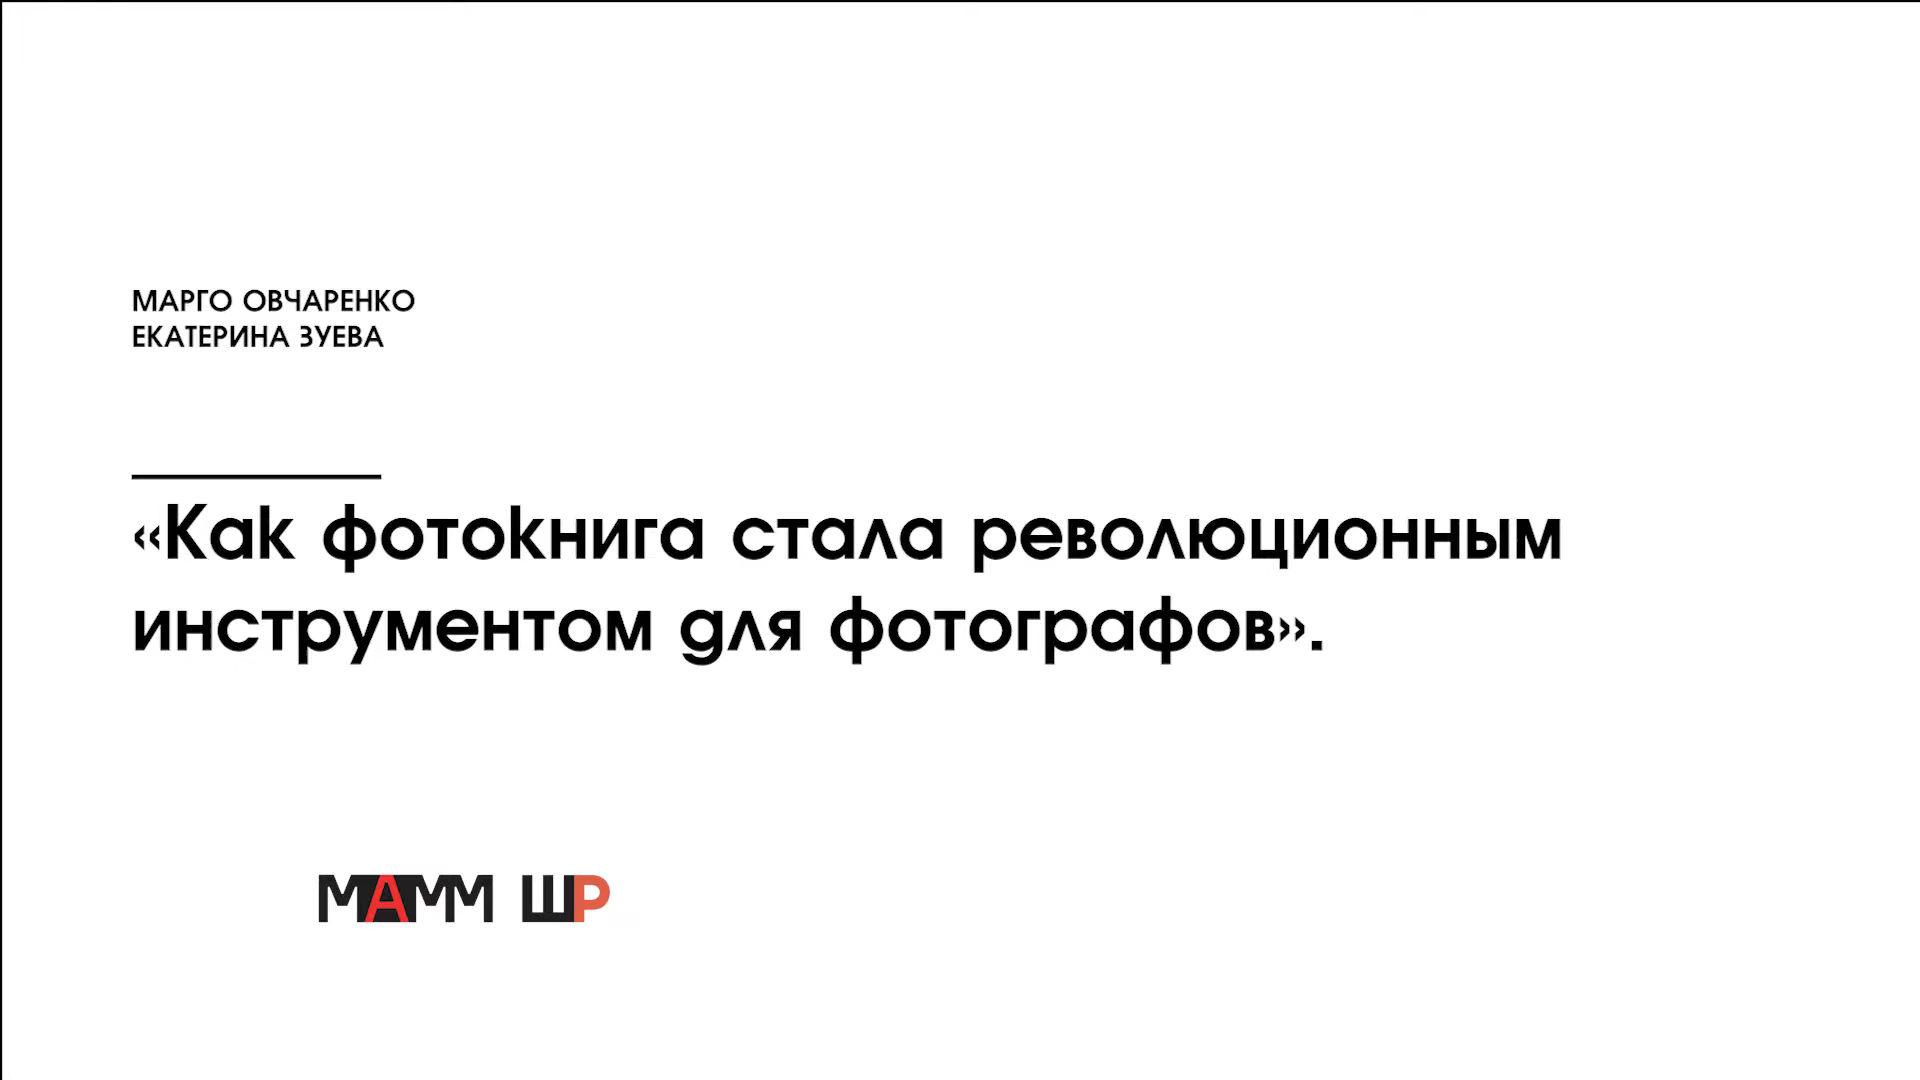 МАРГО ОВЧАРЕНКО
ЕКАТЕРИНА ЗУЕВА
«Как фотокнига стала революционным
инструментом для фотографов».
МАММ ШР